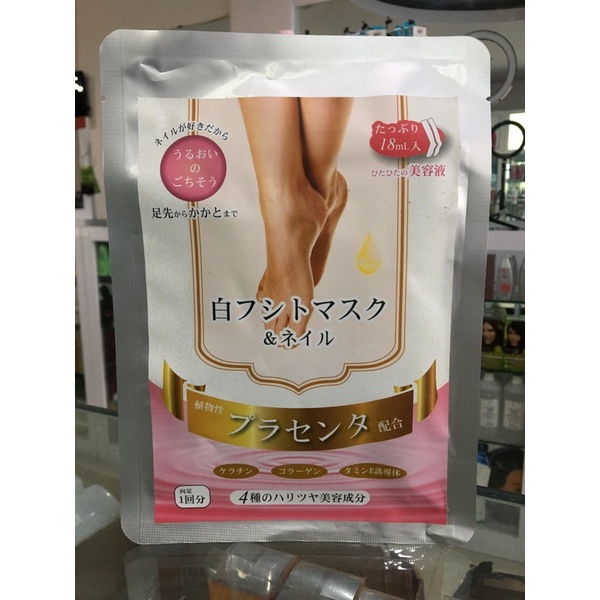 ネイルが好きだから
うるおい
の
ごちそう
足先からかかとまで
たっぷり
18mL入
ひたひたの美容液
白フシトマスク
&ネイル
植物性
プラセンタ
配合
ケラチン
コラーゲン
タミンE誘導体
向足
1回分
4種のハリツヤ美容成分